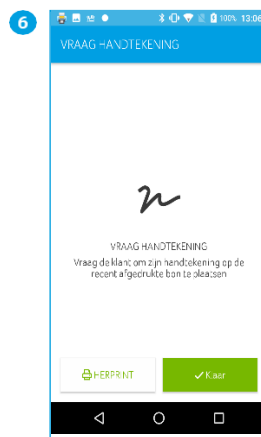 6
100% 13:06
VRAAG HANDTEKENING
VRAAG HANDTEKENING
Vraag de klant om zijn handtekening op de
recent afgedrukte bon te plaatsen
HERPRINT
Klaar